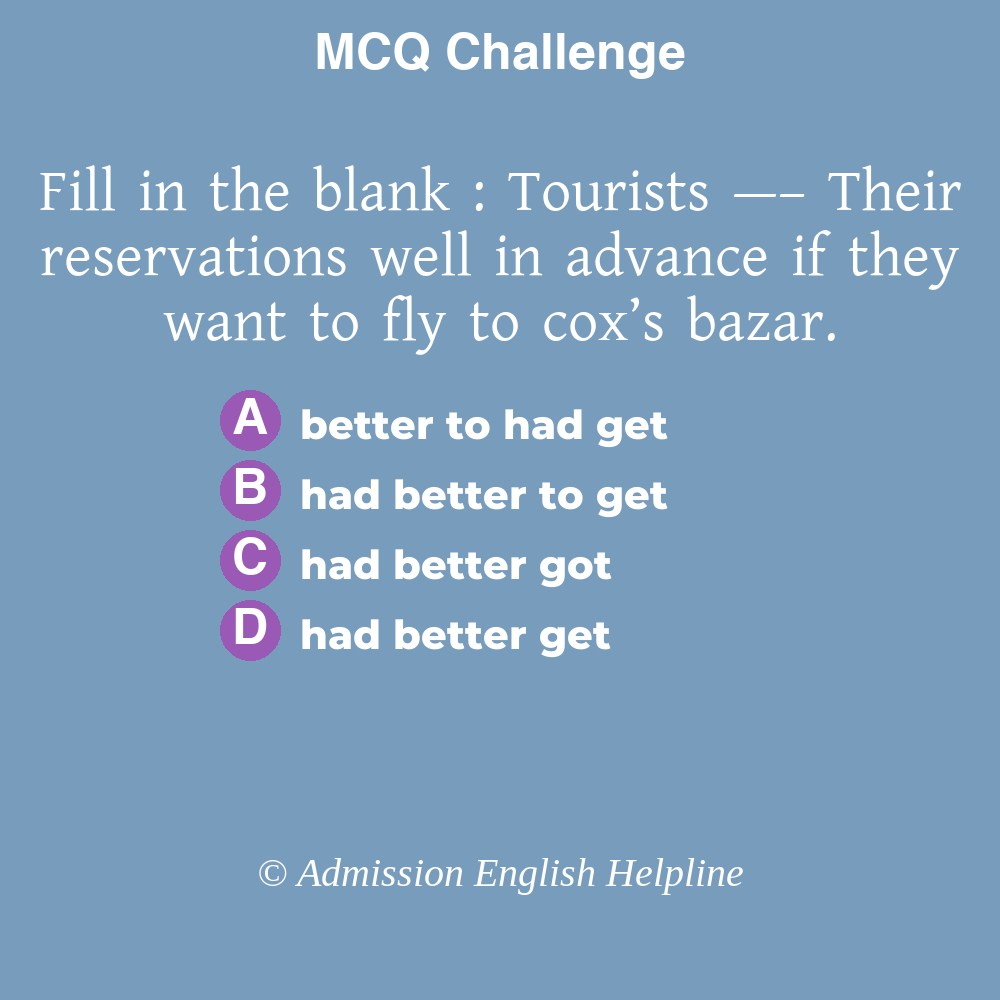 MCQ Challenge
Fill in the blank : Tourists —– Their
reservations well in advance if they
want to fly to cox’s bazar.
A better to had get
B had better to get
C had better got
D had better get
© Admission English Helpline